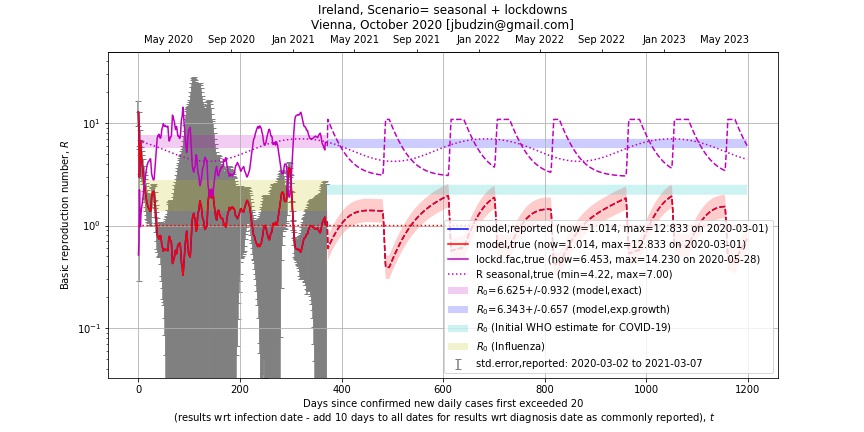 Ireland, Scenario= seasonal + lockdowns
Vienna, October 2020 [jbudzin@gmail.com]
May 2020 Sep 2020 Jan 2021 May 2021 Sep 2021 Jan 2022 May 2022 Sep 2022 Jan 2023 May 2023
Basic reproduction number, R
10¹
10⁰
10⁻¹
model,reported (now=1.014, max=12.833 on 2020-03-01)
model,true (now=1.014, max=12.833 on 2020-03-01)
lockd.fac,true (now=6.453, max=14.230 on 2020-05-28)
R seasonal,true (min=4.22, max=7.00)
R₀=6.625+/-0.932 (model,exact)
R₀=6.343+/-0.657 (model,exp.growth)
R₀ (Initial WHO estimate for COVID-19)
R₀ (Influenza)
std.error,reported: 2020-03-02 to 2021-03-07
0 200 400 600 800 1000 1200
Days since confirmed new daily cases first exceeded 20
(results wrt infection date - add 10 days to all dates for results wrt diagnosis date as commonly reported), t